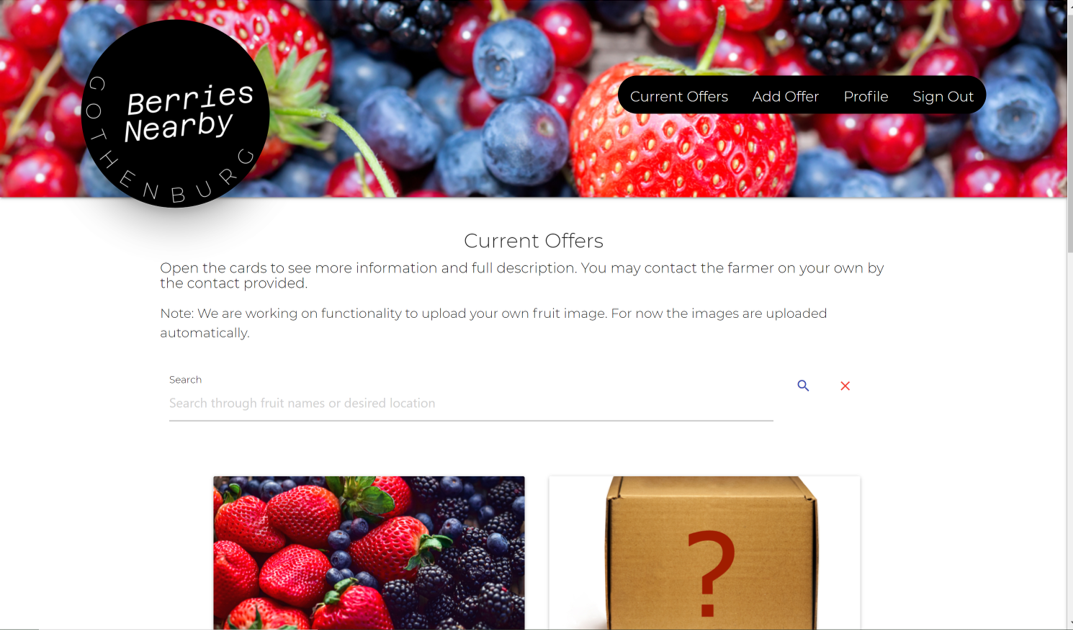 Berries
Nearby
GOTHENBURG
Current Offers
Add Offer
Profile
Sign Out
Current Offers
Open the cards to see more information and full description. You may contact the farmer on your own by
the contact provided.
Note: We are working on functionality to upload your own fruit image. For now the images are uploaded
automatically.
Search
Search through fruit names or desired location
?